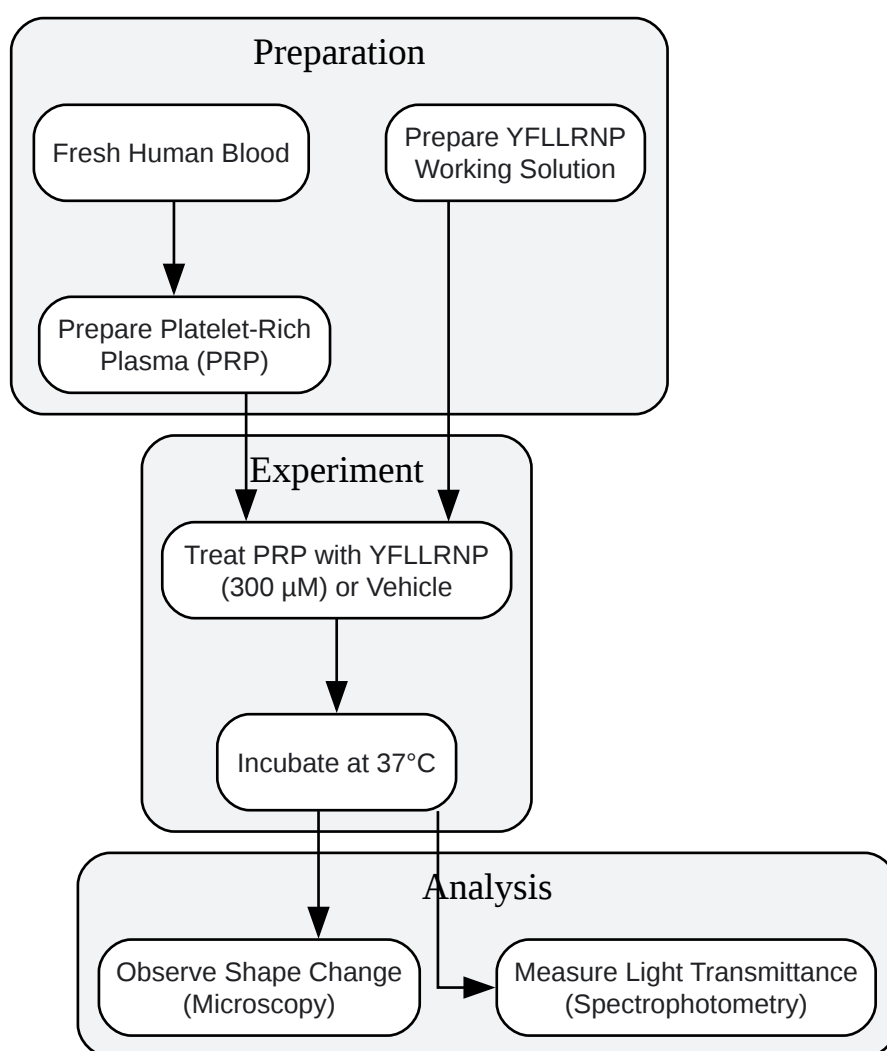 Preparation
Fresh Human Blood
Prepare YFLLRNP
Working Solution
Prepare Platelet-Rich
Plasma (PRP)
Experiment
Treat PRP with YFLLRNP
(300 µM) or Vehicle
Incubate at 37°C
Analysis
Observe Shape Change
(Microscopy)
Measure Light Transmittance
(Spectrophotometry)